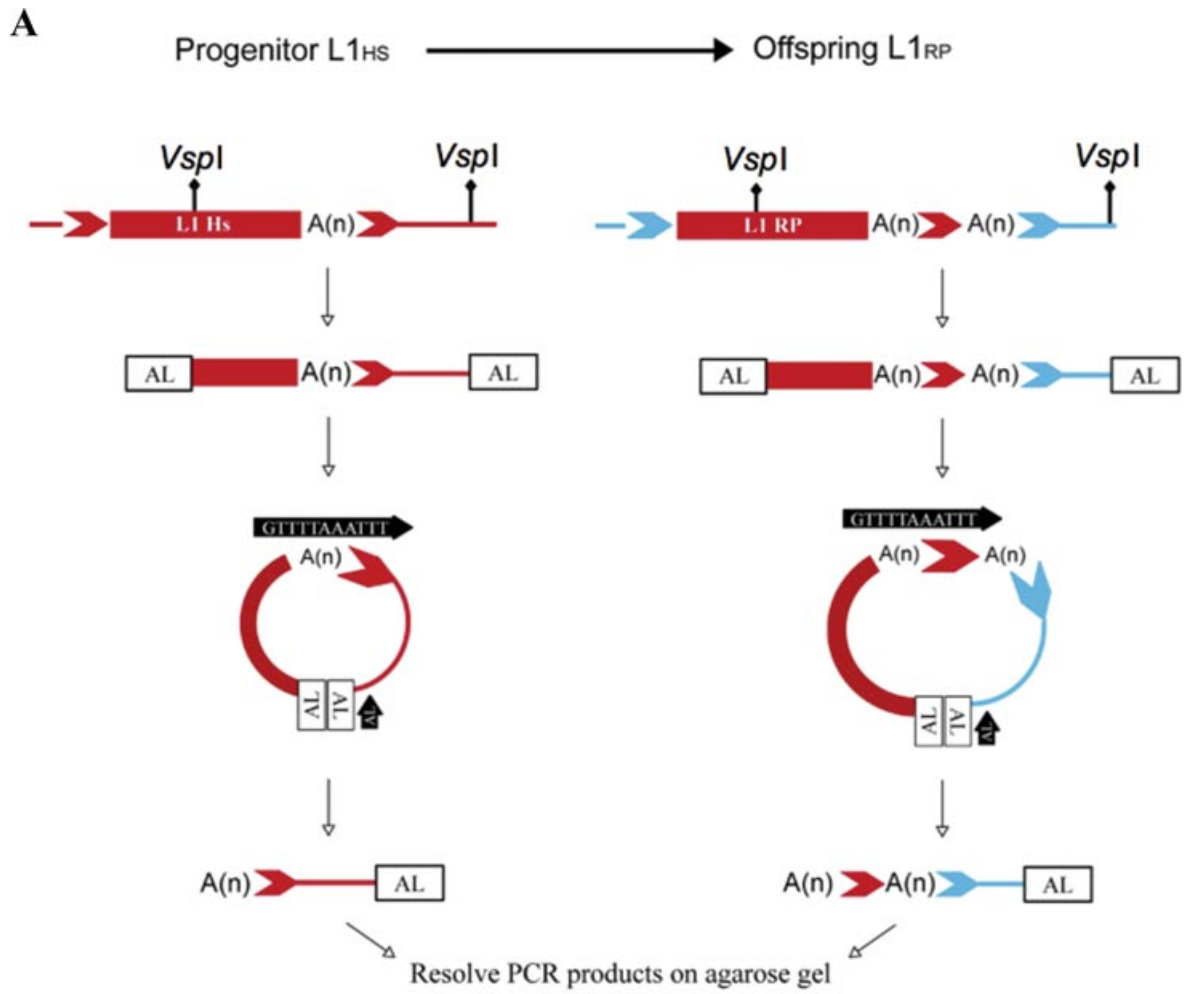 A
Progenitor L1HS Offspring L1RP
VspI VspI VspI VspI
L1 Hs A(n) L1 RP A(n) A(n)
AL A(n) AL AL A(n) A(n) AL
GTTTTAAATTT GTTTTAAATTT
A(n) A(n) A(n)
AL AL AL AL AL AL
A(n) AL A(n) A(n) AL
Resolve PCR products on agarose gel